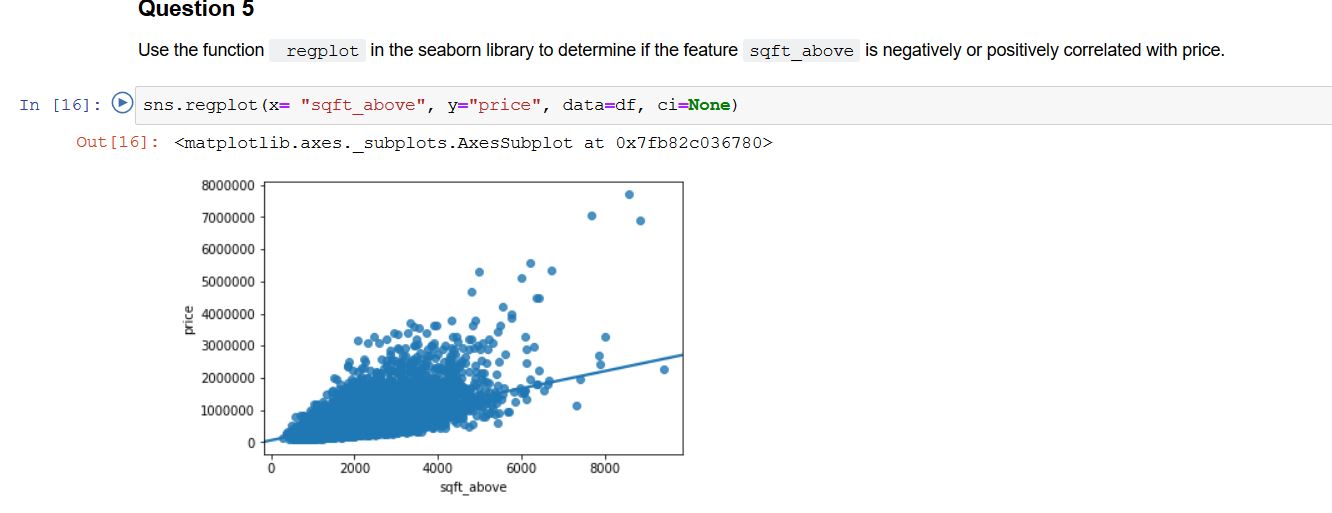 Question 5
Use the function regplot in the seaborn library to determine if the feature sqft_above is negatively or positively correlated with price.
In [16]: sns.regplot(x= "sqft_above", y="price", data=df, ci=None)
Out[16]: <matplotlib.axes._subplots.AxesSubplot at 0x7fb82c036780>
8000000
7000000
6000000
5000000
4000000
3000000
2000000
1000000
0
price
0 2000 4000 6000 8000
sqft_above